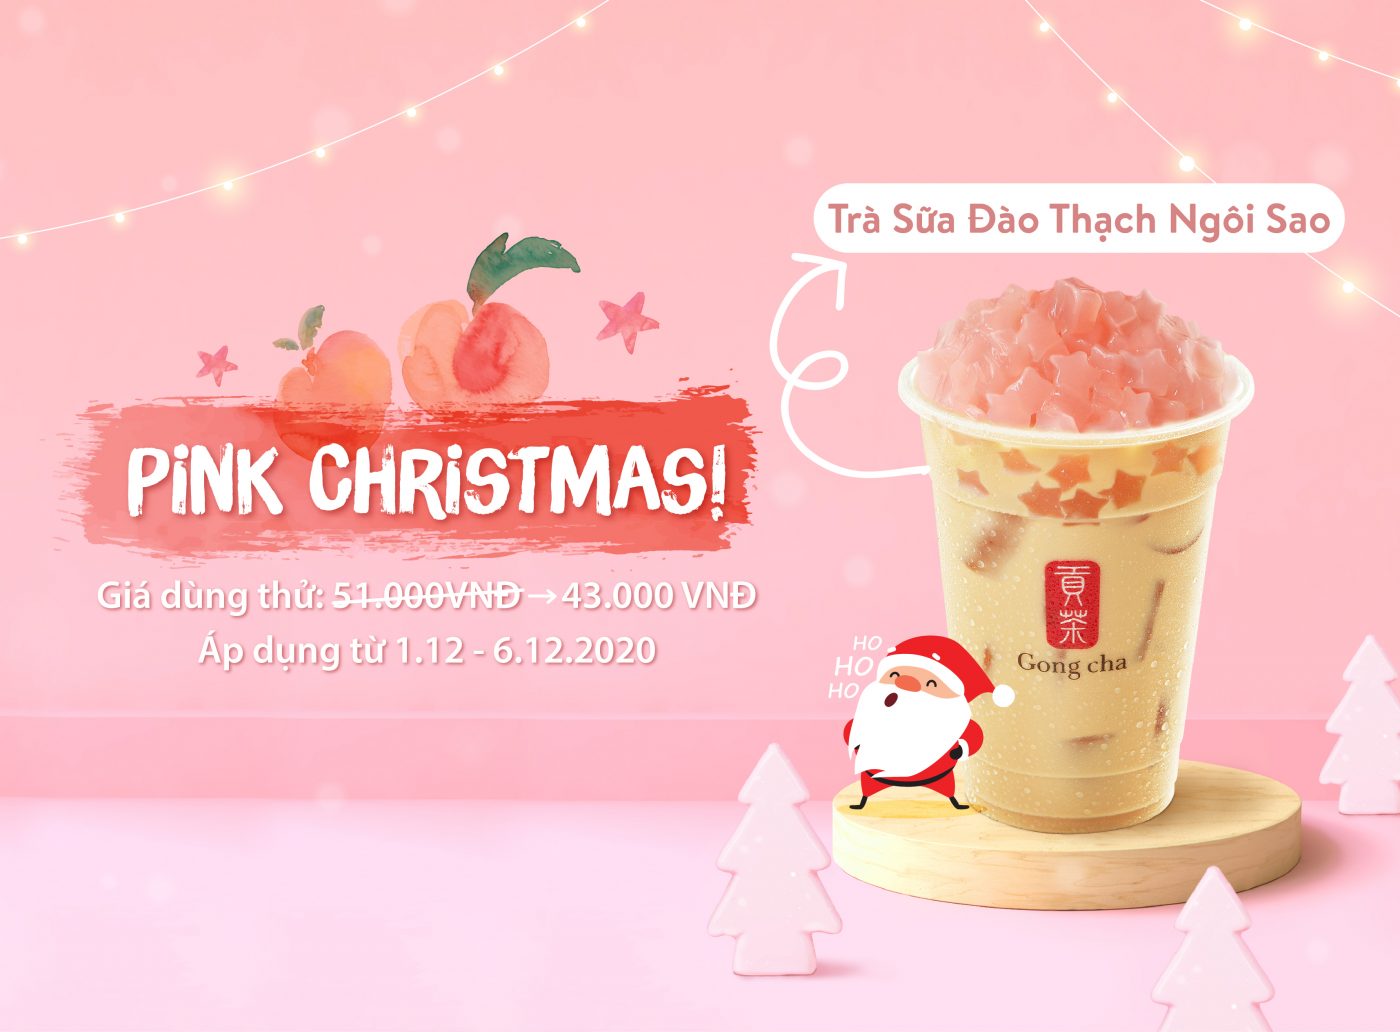 Trà Sữa Đào Thạch Ngôi Sao
PiNK CHRiSTMAS!
Giá dùng thử: 51.000VNĐ→43.000 VNĐ
Áp dụng từ 1.12 - 6.12.2020
貢茶
Gong cha
HO
HO
HO